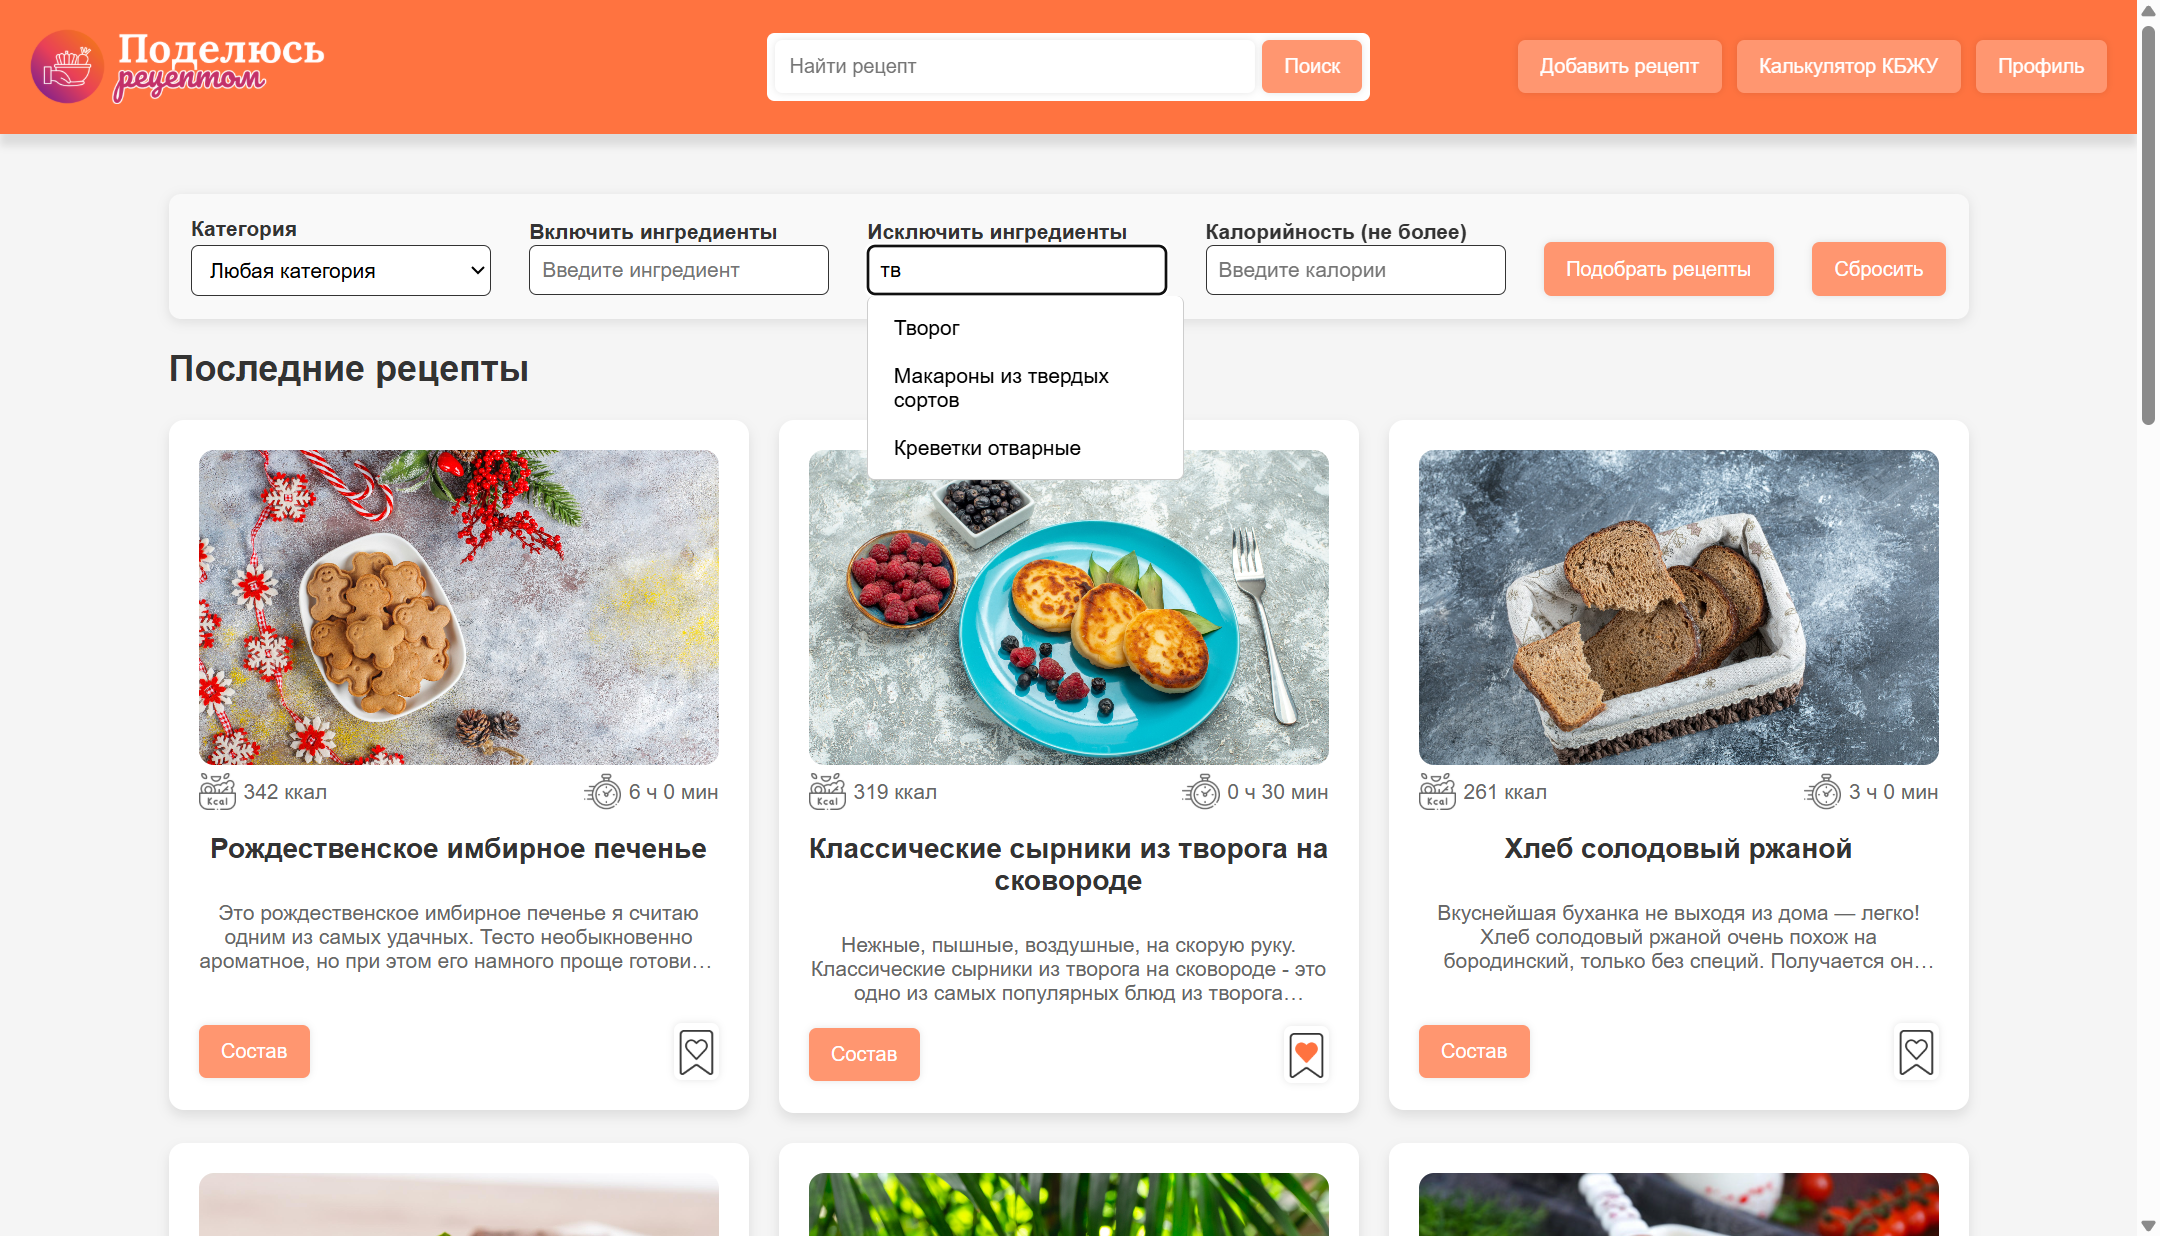 Поделюсь
рецептом
Найти рецепт
Поиск
Добавить рецепт
Калькулятор КБЖУ
Профиль
Категория
Включить ингредиенты
Исключить ингредиенты
Калорийность (не более)
Любая категория
Введите ингредиент
тв
Введите калории
Подобрать рецепты
Сбросить
Творог
Макароны из твердых
сортов
Креветки отварные
Последние рецепты
Kcal
342 ккал
6 ч 0 мин
Рождественское имбирное печенье
Это рождественское имбирное печенье я считаю
одним из самых удачных. Тесто необыкновенно
ароматное, но при этом его намного проще готови…
Состав
Kcal
319 ккал
0 ч 30 мин
Классические сырники из творога на
сковороде
Нежные, пышные, воздушные, на скорую руку.
Классические сырники из творога на сковороде - это
одно из самых популярных блюд из творога…
Состав
Kcal
261 ккал
3 ч 0 мин
Хлеб солодовый ржаной
Вкуснейшая буханка не выходя из дома — легко!
Хлеб солодовый ржаной очень похож на
бородинский, только без специй. Получается он…
Состав